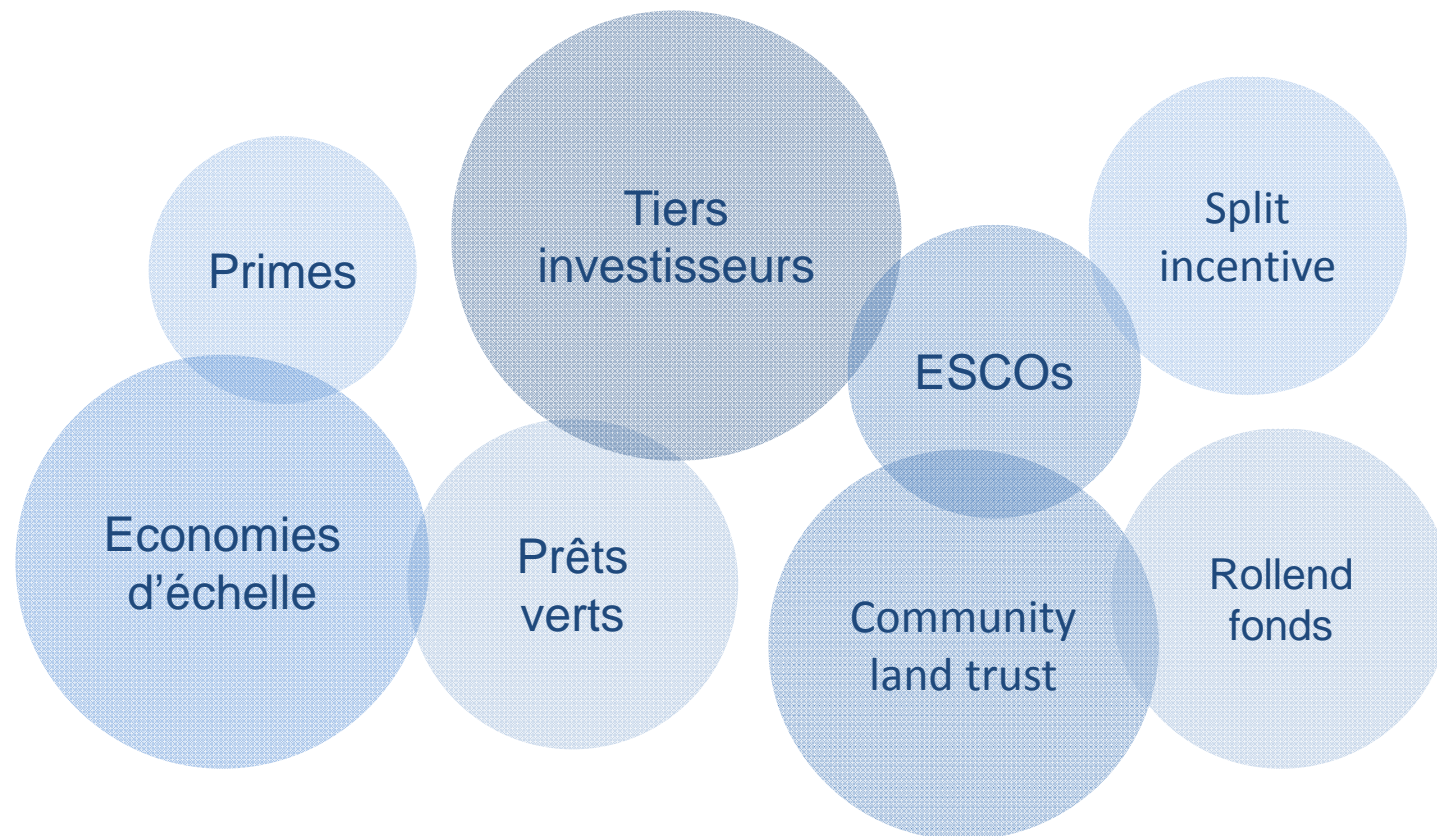 Primes
Tiers
investisseurs
Split
incentive
ESCOs
Economies
d’échelle
Prêts
verts
Community
land trust
Rollend
fonds